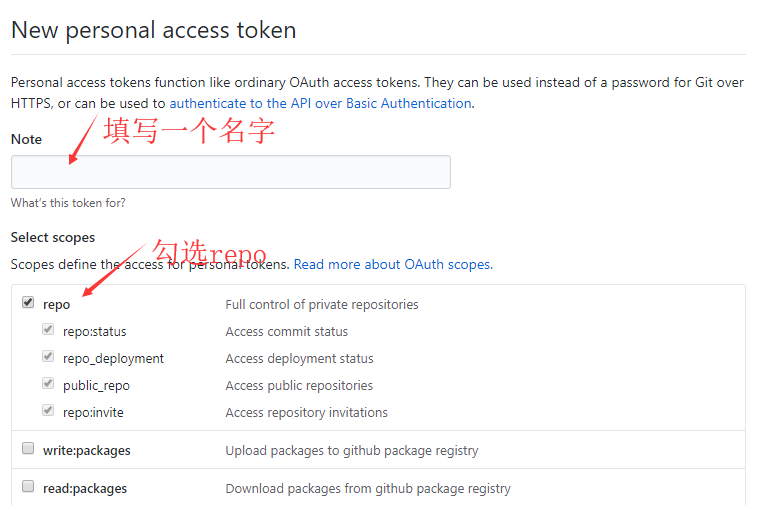 New personal access token
Personal access tokens function like ordinary OAuth access tokens. They can be used instead of a password for Git over
HTTPS, or can be used to authenticate to the API over Basic Authentication.
填写一个名字
Note
What's this token for?
Select scopes
勾选repo
Scopes define the access for personal tokens. Read more about OAuth scopes.
repo Full control of private repositories
repo:status Access commit status
repo_deployment Access deployment status
public_repo Access public repositories
repo:invite Access repository invitations
write:packages Upload packages to github package registry
read:packages Download packages from github package registry